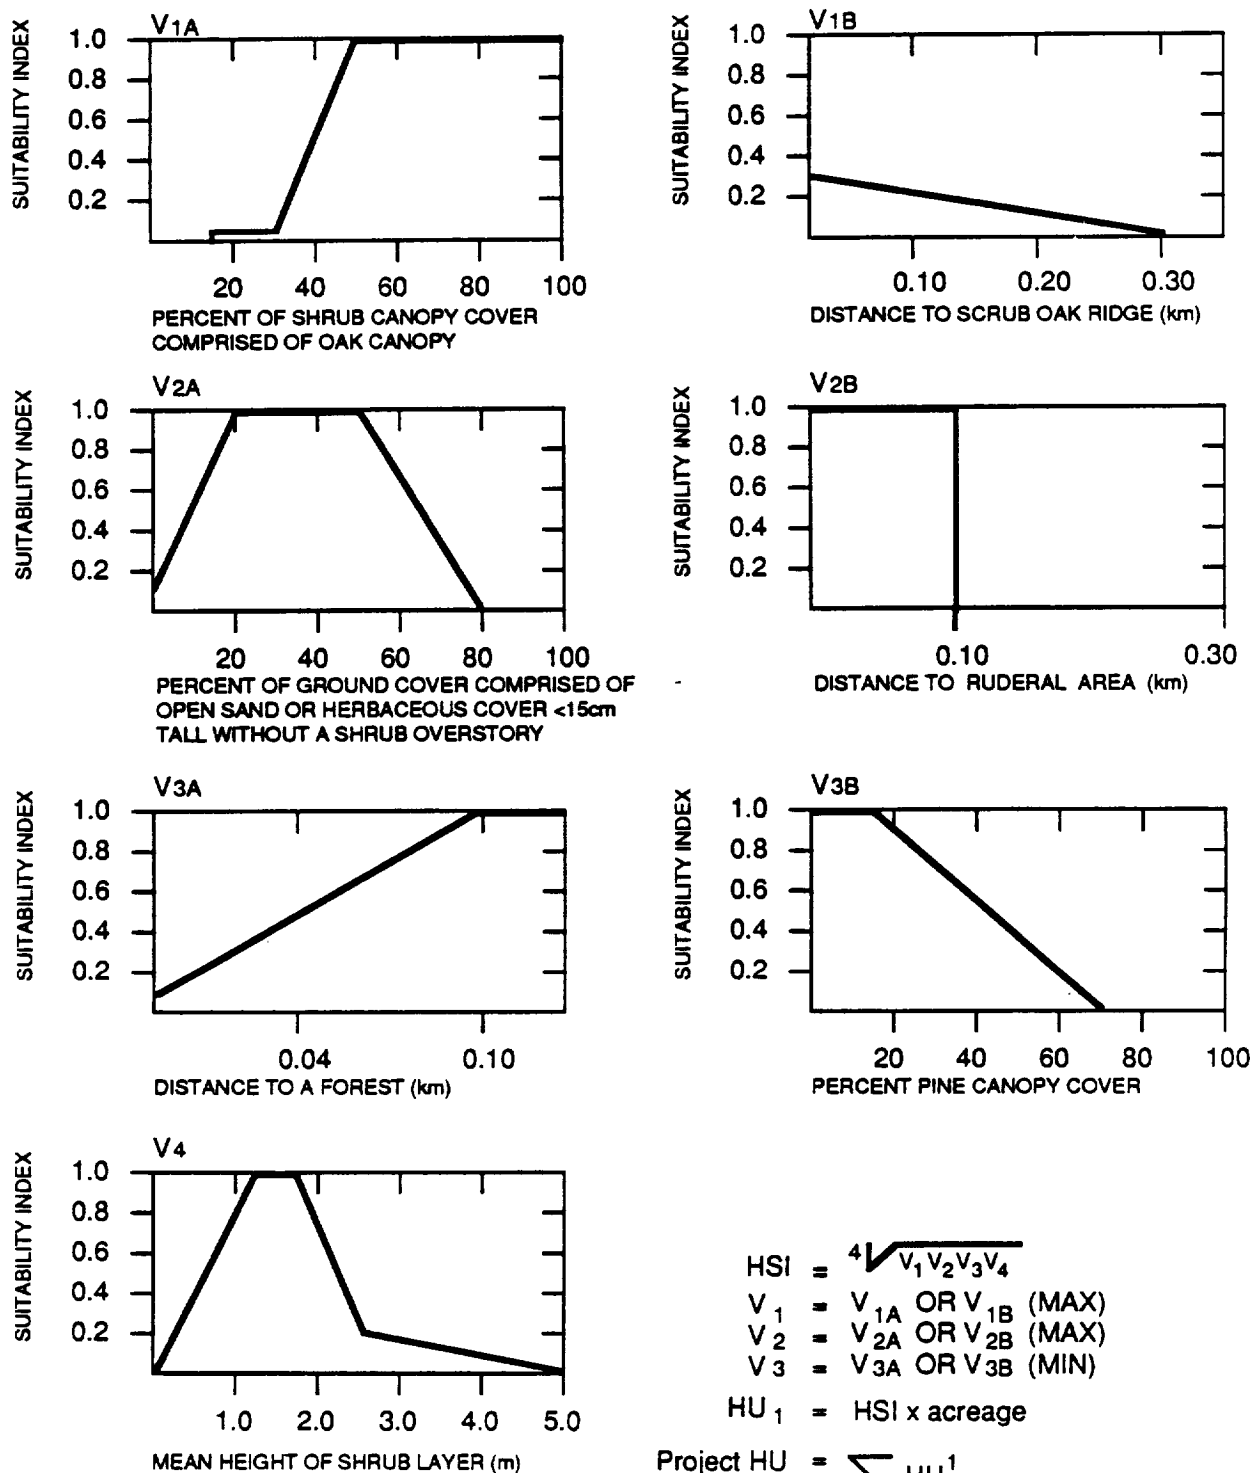 V1A
SUITABILITY INDEX
1.0
0.8
0.6
0.4
0.2
20 40 60 80 100
PERCENT OF SHRUB CANOPY COVER
COMPRISED OF OAK CANOPY
V1B
SUITABILITY INDEX
1.0
0.8
0.6
0.4
0.2
0.10 0.20 0.30
DISTANCE TO SCRUB OAK RIDGE (km)
V2A
SUITABILITY INDEX
1.0
0.8
0.6
0.4
0.2
20 40 60 80 100
PERCENT OF GROUND COVER COMPRISED OF
OPEN SAND OR HERBACEOUS COVER <15cm
TALL WITHOUT A SHRUB OVERSTORY
V2B
SUITABILITY INDEX
1.0
0.8
0.6
0.4
0.2
0.10 0.30
DISTANCE TO RUDERAL AREA (km)
V3A
SUITABILITY INDEX
1.0
0.8
0.6
0.4
0.2
0.04 0.10
DISTANCE TO A FOREST (km)
V3B
SUITABILITY INDEX
1.0
0.8
0.6
0.4
0.2
20 40 60 80 100
PERCENT PINE CANOPY COVER
V4
SUITABILITY INDEX
1.0
0.8
0.6
0.4
0.2
1.0 2.0 3.0 4.0 5.0
MEAN HEIGHT OF SHRUB LAYER (m)
HSI = 4√V1 V2 V3 V4
V1 = V1A OR V1B (MAX)
V2 = V2A OR V2B (MAX)
V3 = V3A OR V3B (MIN)
HU1 = HSI x acreage
Project HU =